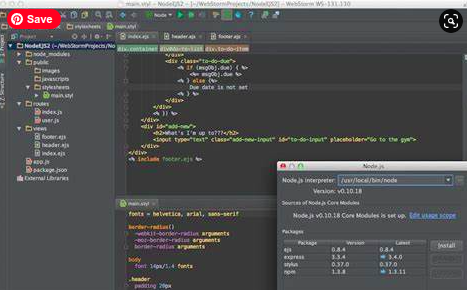 Save
main.styl - NodeEJS2 - [~/WebStormProjects/NodeEJS2] - WebStorm WS-131.130
stylesheets
main.styl
Node
Project
NodeEJS2 (~/WebStormProjects/NodeEJS2)
node_modules
public
images
javascripts
stylesheets
main.styl
routes
index.js
user.js
views
footer.ejs
header.ejs
index.ejs
app.js
package.json
External Libraries
index.ejs
header.ejs
footer.ejs
div.container
div.to-do-item
</div>
<div class="to-do-due">
<% if (msgObj.due) { %>
<%= msgObj.due %>
<% } else {%>
Due date is not set
<% } %>
</div>
</div>
<% }) %>
</div>
<div id="add-new">
<h2>What's I'm up to???</h2>
<input type="text" class="add-new-input" id="to-do-input" placeholder="Go to the gym">
</div>
</div>
<% include footer.ejs %>
main.styl
fonts = helvetica, arial, sans-serif
border-radius()
-webkit-border-radius arguments
-moz-border-radius arguments
border-radius arguments
body
font 14px/1.4 fonts
.header
padding 20px
Node.js
Node.js interpreter: /usr/local/bin/node
Version: v0.10.18
Sources of Node.js Core Modules
Node.js v0.10.18 Core Modules is set up. Edit usage scope
Packages
Package Version Latest
ejs 0.8.4 0.8.4
express 3.3.4 3.4.0
stylus 0.37.0 0.37.0
npm 1.3.8 1.3.11
Install